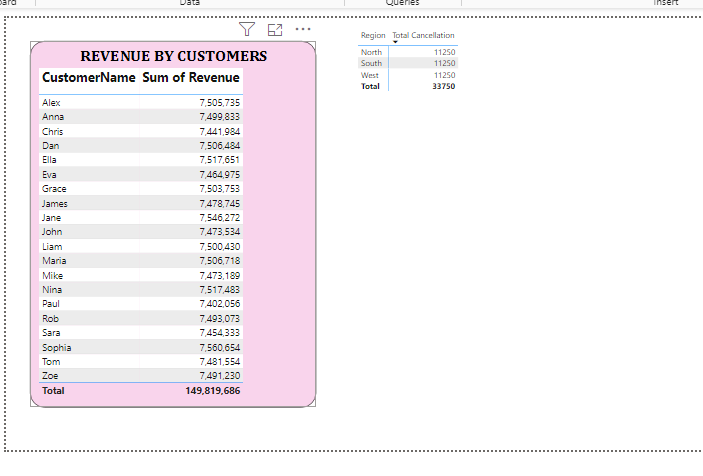 Data
Queries
Insert
REVENUE BY CUSTOMERS
CustomerName Sum of Revenue
Alex 7,505,735
Anna 7,499,833
Chris 7,441,984
Dan 7,506,484
Ella 7,517,651
Eva 7,464,975
Grace 7,503,753
James 7,478,745
Jane 7,546,272
John 7,473,534
Liam 7,500,430
Maria 7,506,718
Mike 7,473,189
Nina 7,517,483
Paul 7,402,056
Rob 7,493,073
Sara 7,454,333
Sophia 7,560,654
Tom 7,481,554
Zoe 7,491,230
Total 149,819,686
Region Total Cancellation
North 11250
South 11250
West 11250
Total 33750